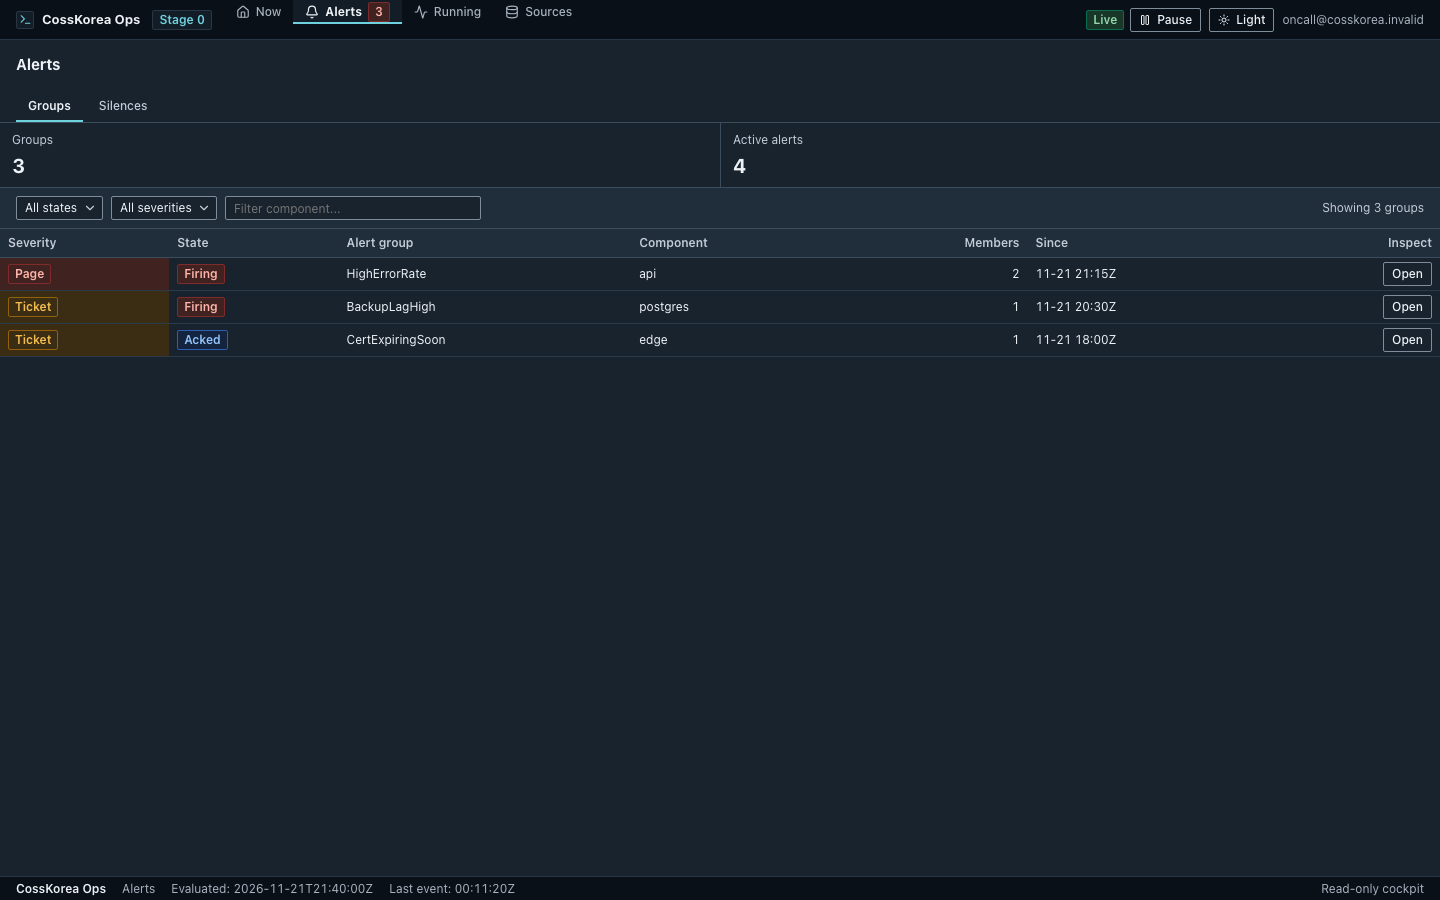 CossKorea Ops Stage 0 Now Alerts 3 Running Sources Live Pause Light oncall@cosskorea.invalid
Alerts
Groups Silences
Groups Active alerts
3 4
All states All severities Filter component... Showing 3 groups
Severity State Alert group Component Members Since Inspect
Page Firing HighErrorRate api 2 11-21 21:15Z Open
Ticket Firing BackupLagHigh postgres 1 11-21 20:30Z Open
Ticket Acked CertExpiringSoon edge 1 11-21 18:00Z Open
CossKorea Ops Alerts Evaluated: 2026-11-21T21:40:00Z Last event: 00:11:20Z Read-only cockpit